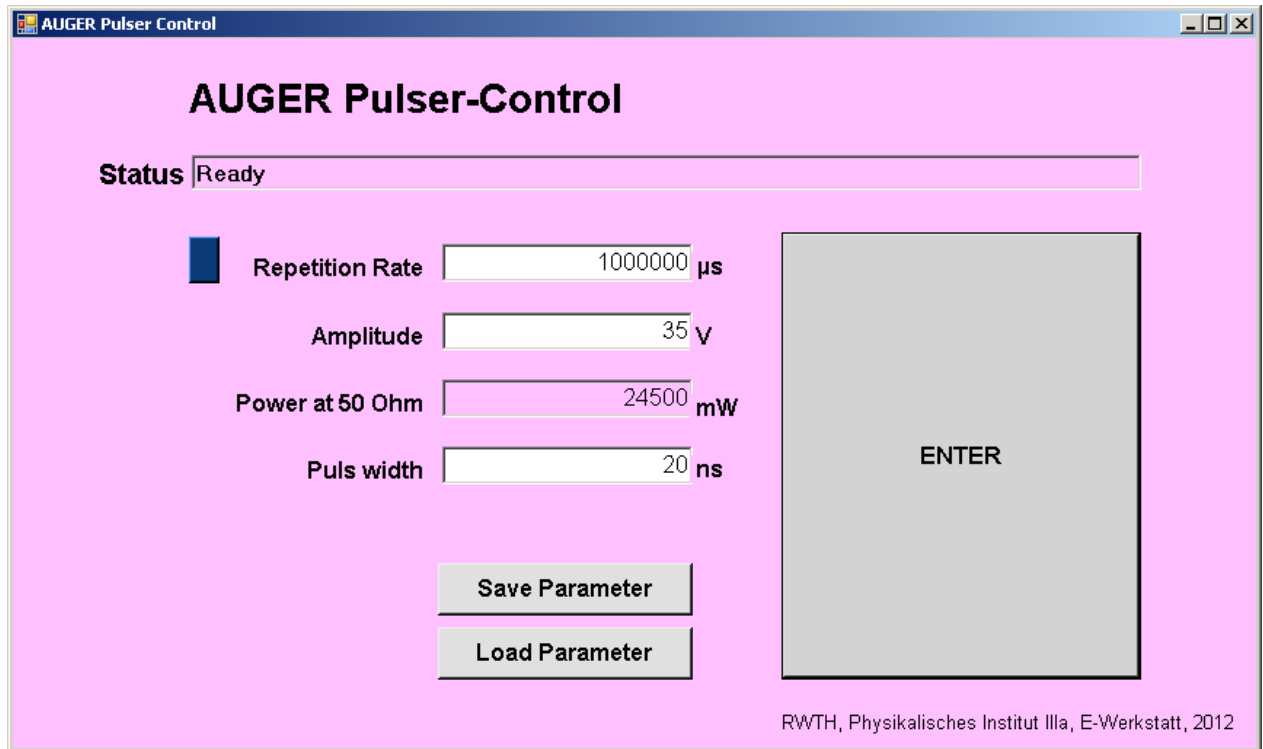 AUGER Pulser Control
AUGER Pulser-Control
Status Ready
Repetition Rate 1000000 µs
Amplitude 35 V
Power at 50 Ohm 24500 mW
Puls width 20 ns
ENTER
Save Parameter
Load Parameter
RWTH, Physikalisches Institut IIIa, E-Werkstatt, 2012